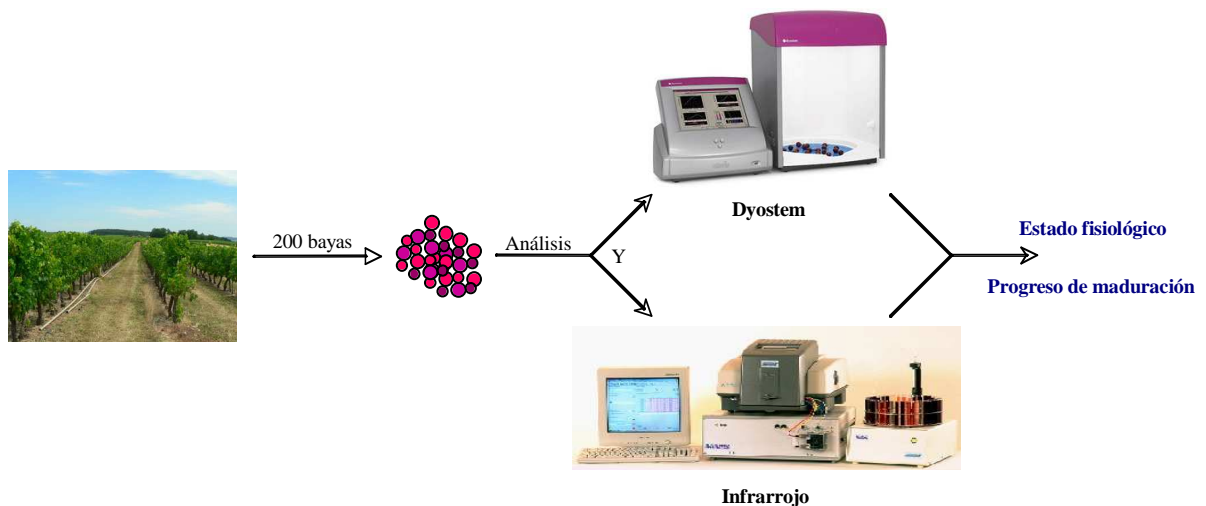 200 bayas
Análisis
Y
Dyostem
Infrarrojo
Estado fisiológico
Progreso de maduración